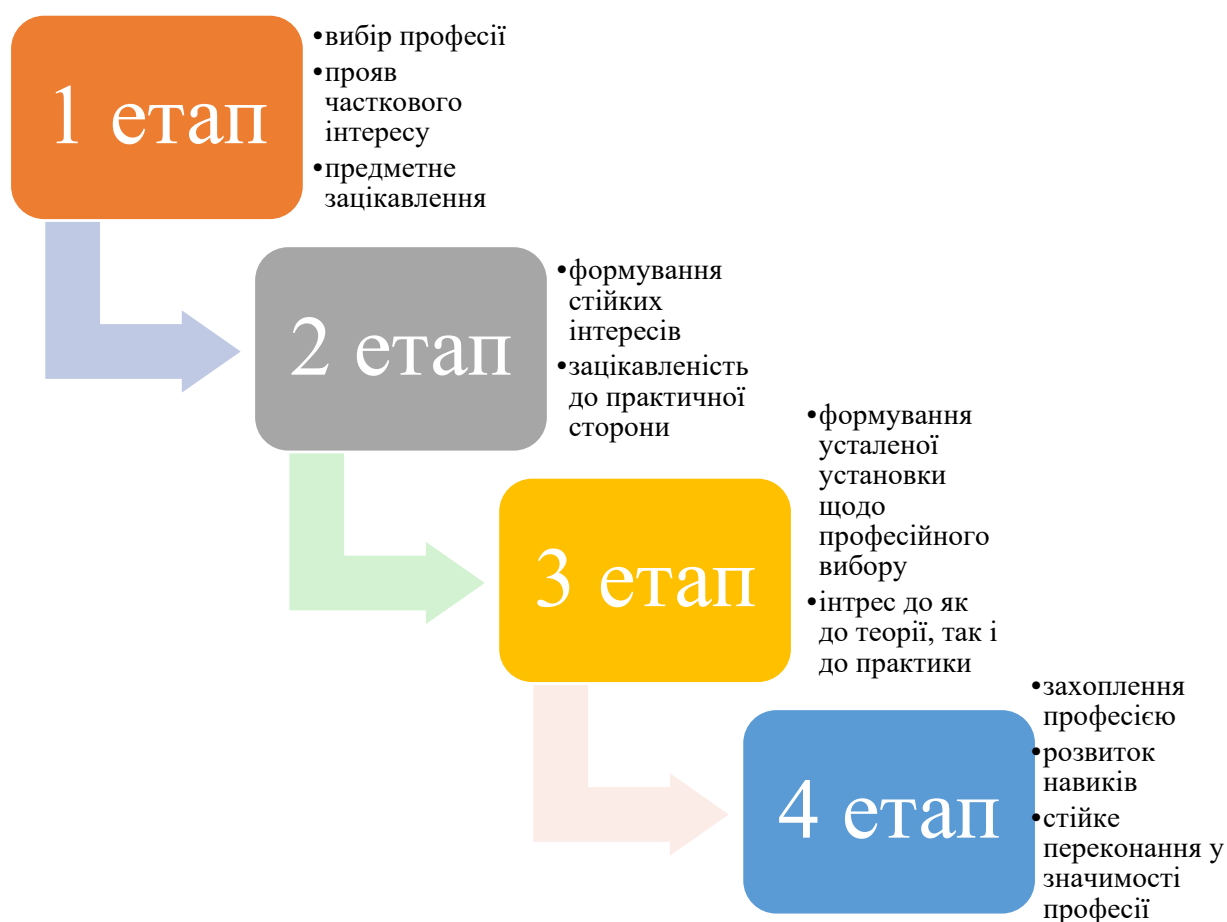 1 етап
•вибір професії
•прояв
часткового
інтересу
•предметне
зацікавлення
2 етап
•формування
стійких
інтересів
•зацікавленість
до практичної
сторони
3 етап
•формування
усталеної
установки
щодо
професійного
вибору
•інтрес до як
до теорії, так і
до практики
4 етап
•захоплення
професією
•розвиток
навиків
•стійке
переконання у
значимості
професії